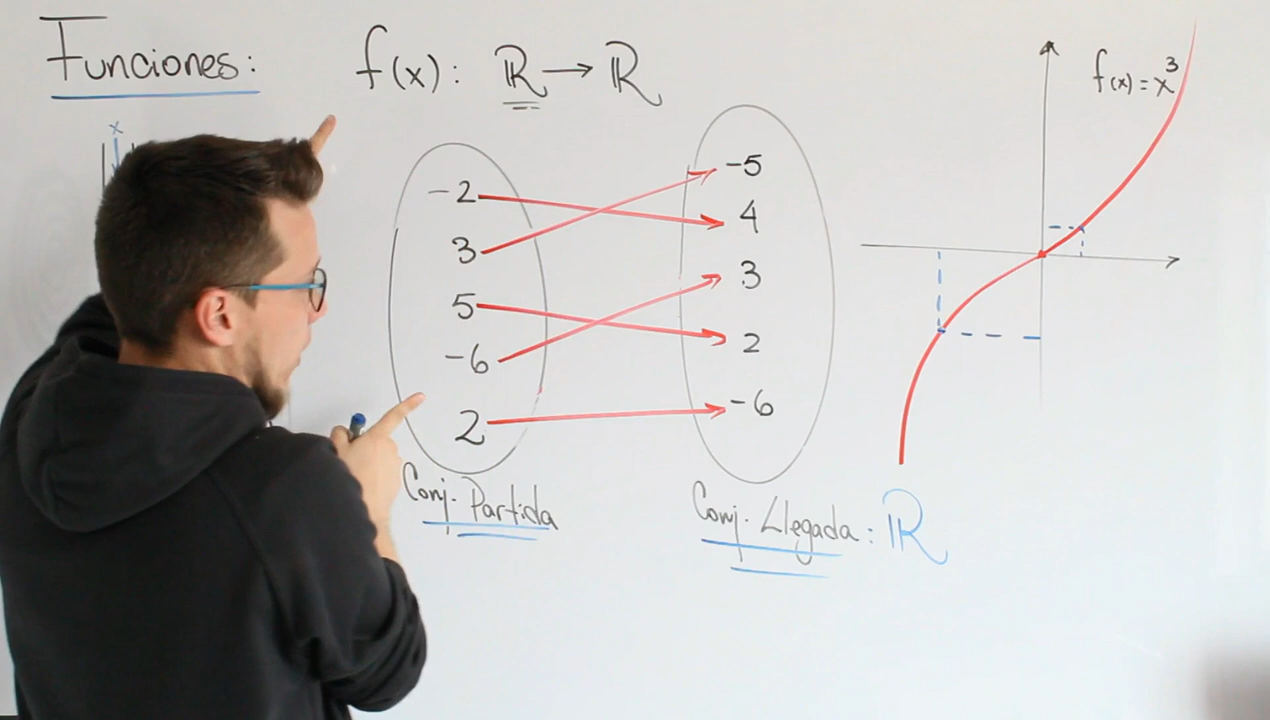 Funciones:
f(x): ℝ → ℝ
f(x) = x³
x
-2
3
5
-6
2
-5
4
3
2
-6
Conj. Partida
Conj. Llegada: ℝ